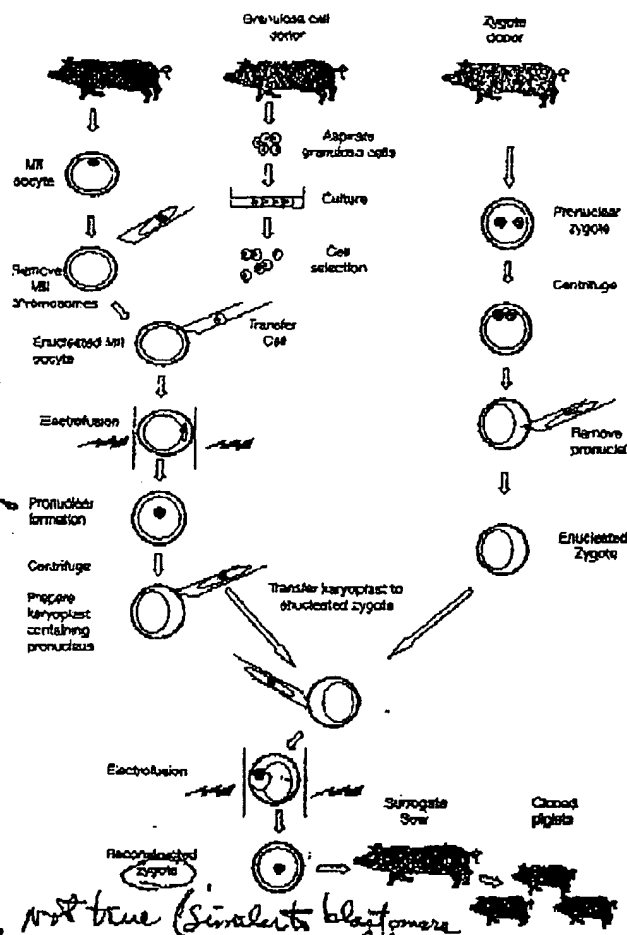 Granulosa cell
donor
Zygote
donor
Aspirate
granulosa cells
MII
oocyte
Culture
Pronuclear
zygote
Remove
MII
chromosomes
Cell
selection
Centrifuge
Enucleated MII
oocyte
Transfer
Cell
Electrofusion
Remove
pronuclei
Pronuclear
formation
Enucleated
Zygote
Centrifuge
Prepare
karyoplast
containing
pronucleus
Transfer karyoplast to
enucleated zygote
Electrofusion
Surrogate
Sow
Cloned
piglets
Reconstructed
zygote
not true (similar to blastomere